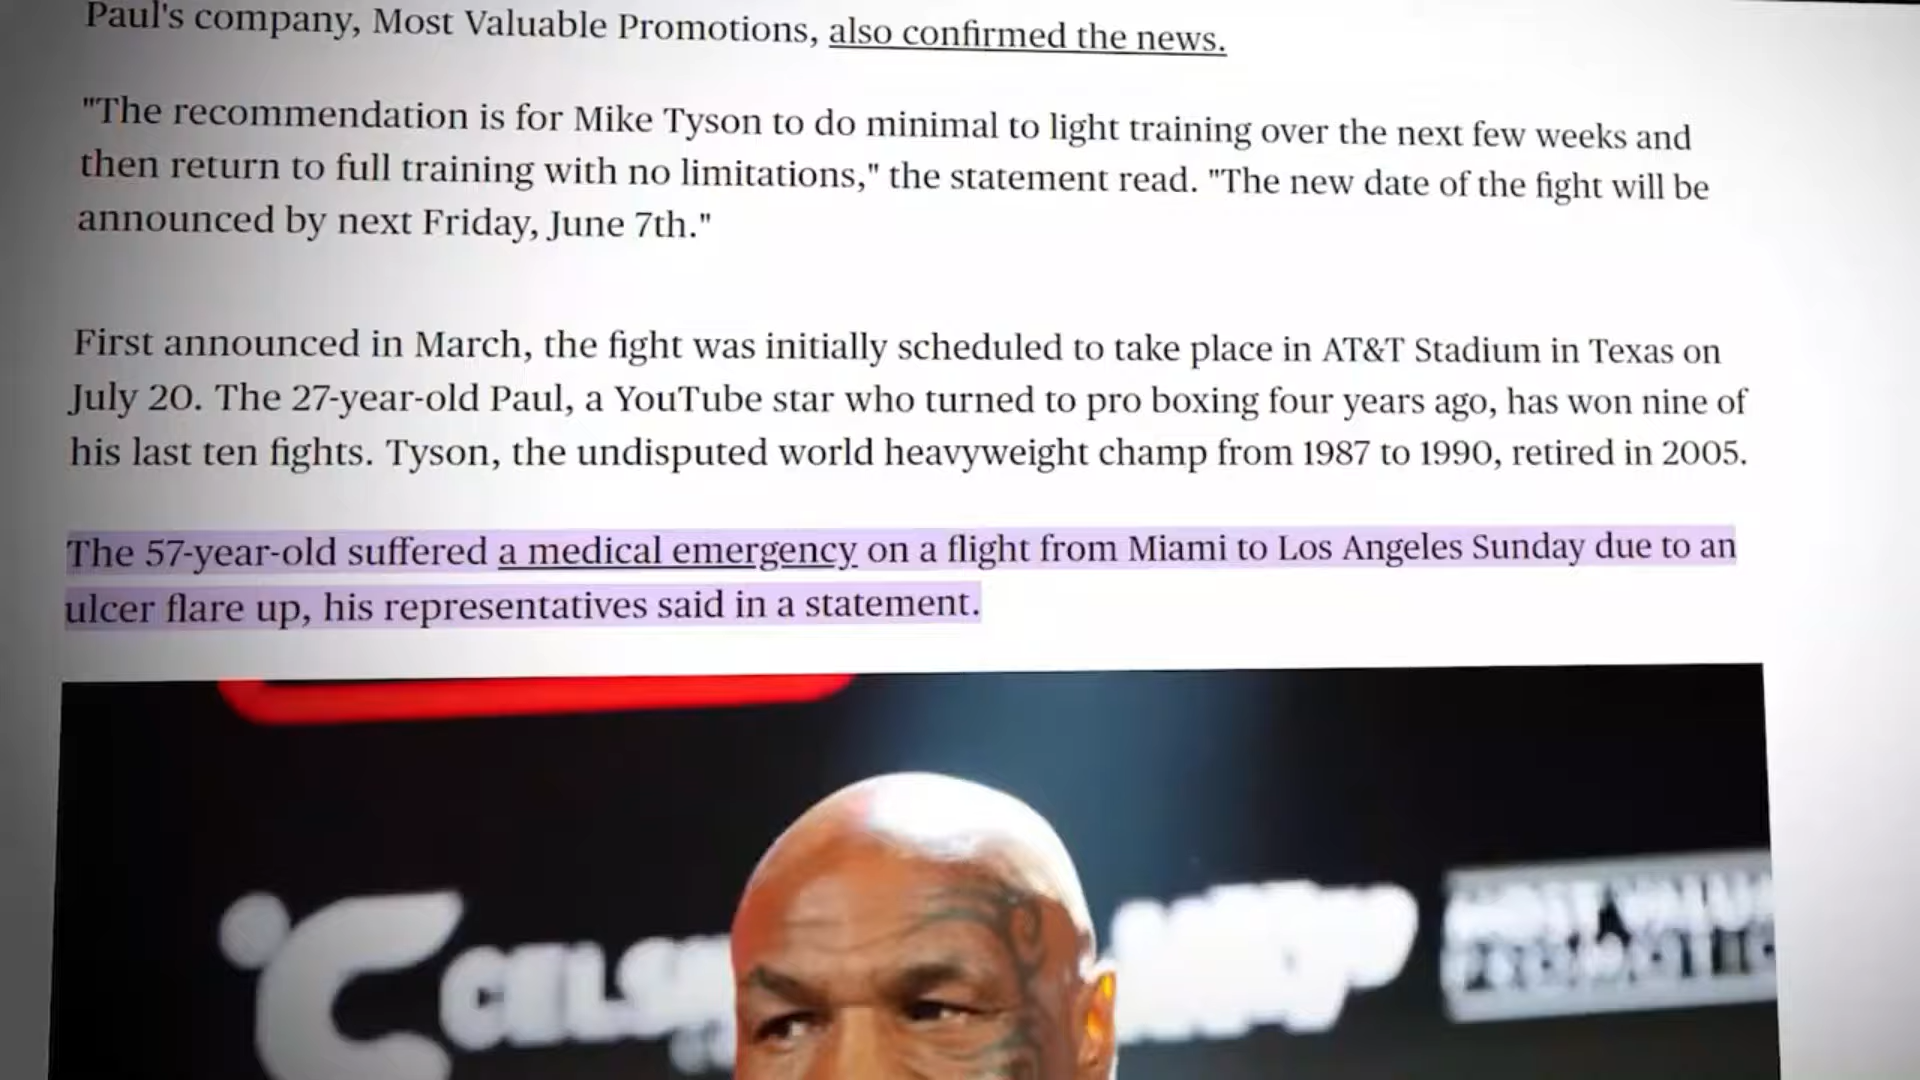 Paul's company, Most Valuable Promotions, also confirmed the news.
"The recommendation is for Mike Tyson to do minimal to light training over the next few weeks and
then return to full training with no limitations," the statement read. "The new date of the fight will be
announced by next Friday, June 7th."
First announced in March, the fight was initially scheduled to take place in AT&T Stadium in Texas on
July 20. The 27-year-old Paul, a YouTube star who turned to pro boxing four years ago, has won nine of
his last ten fights. Tyson, the undisputed world heavyweight champ from 1987 to 1990, retired in 2005.
The 57-year-old suffered a medical emergency on a flight from Miami to Los Angeles Sunday due to an
ulcer flare up, his representatives said in a statement.